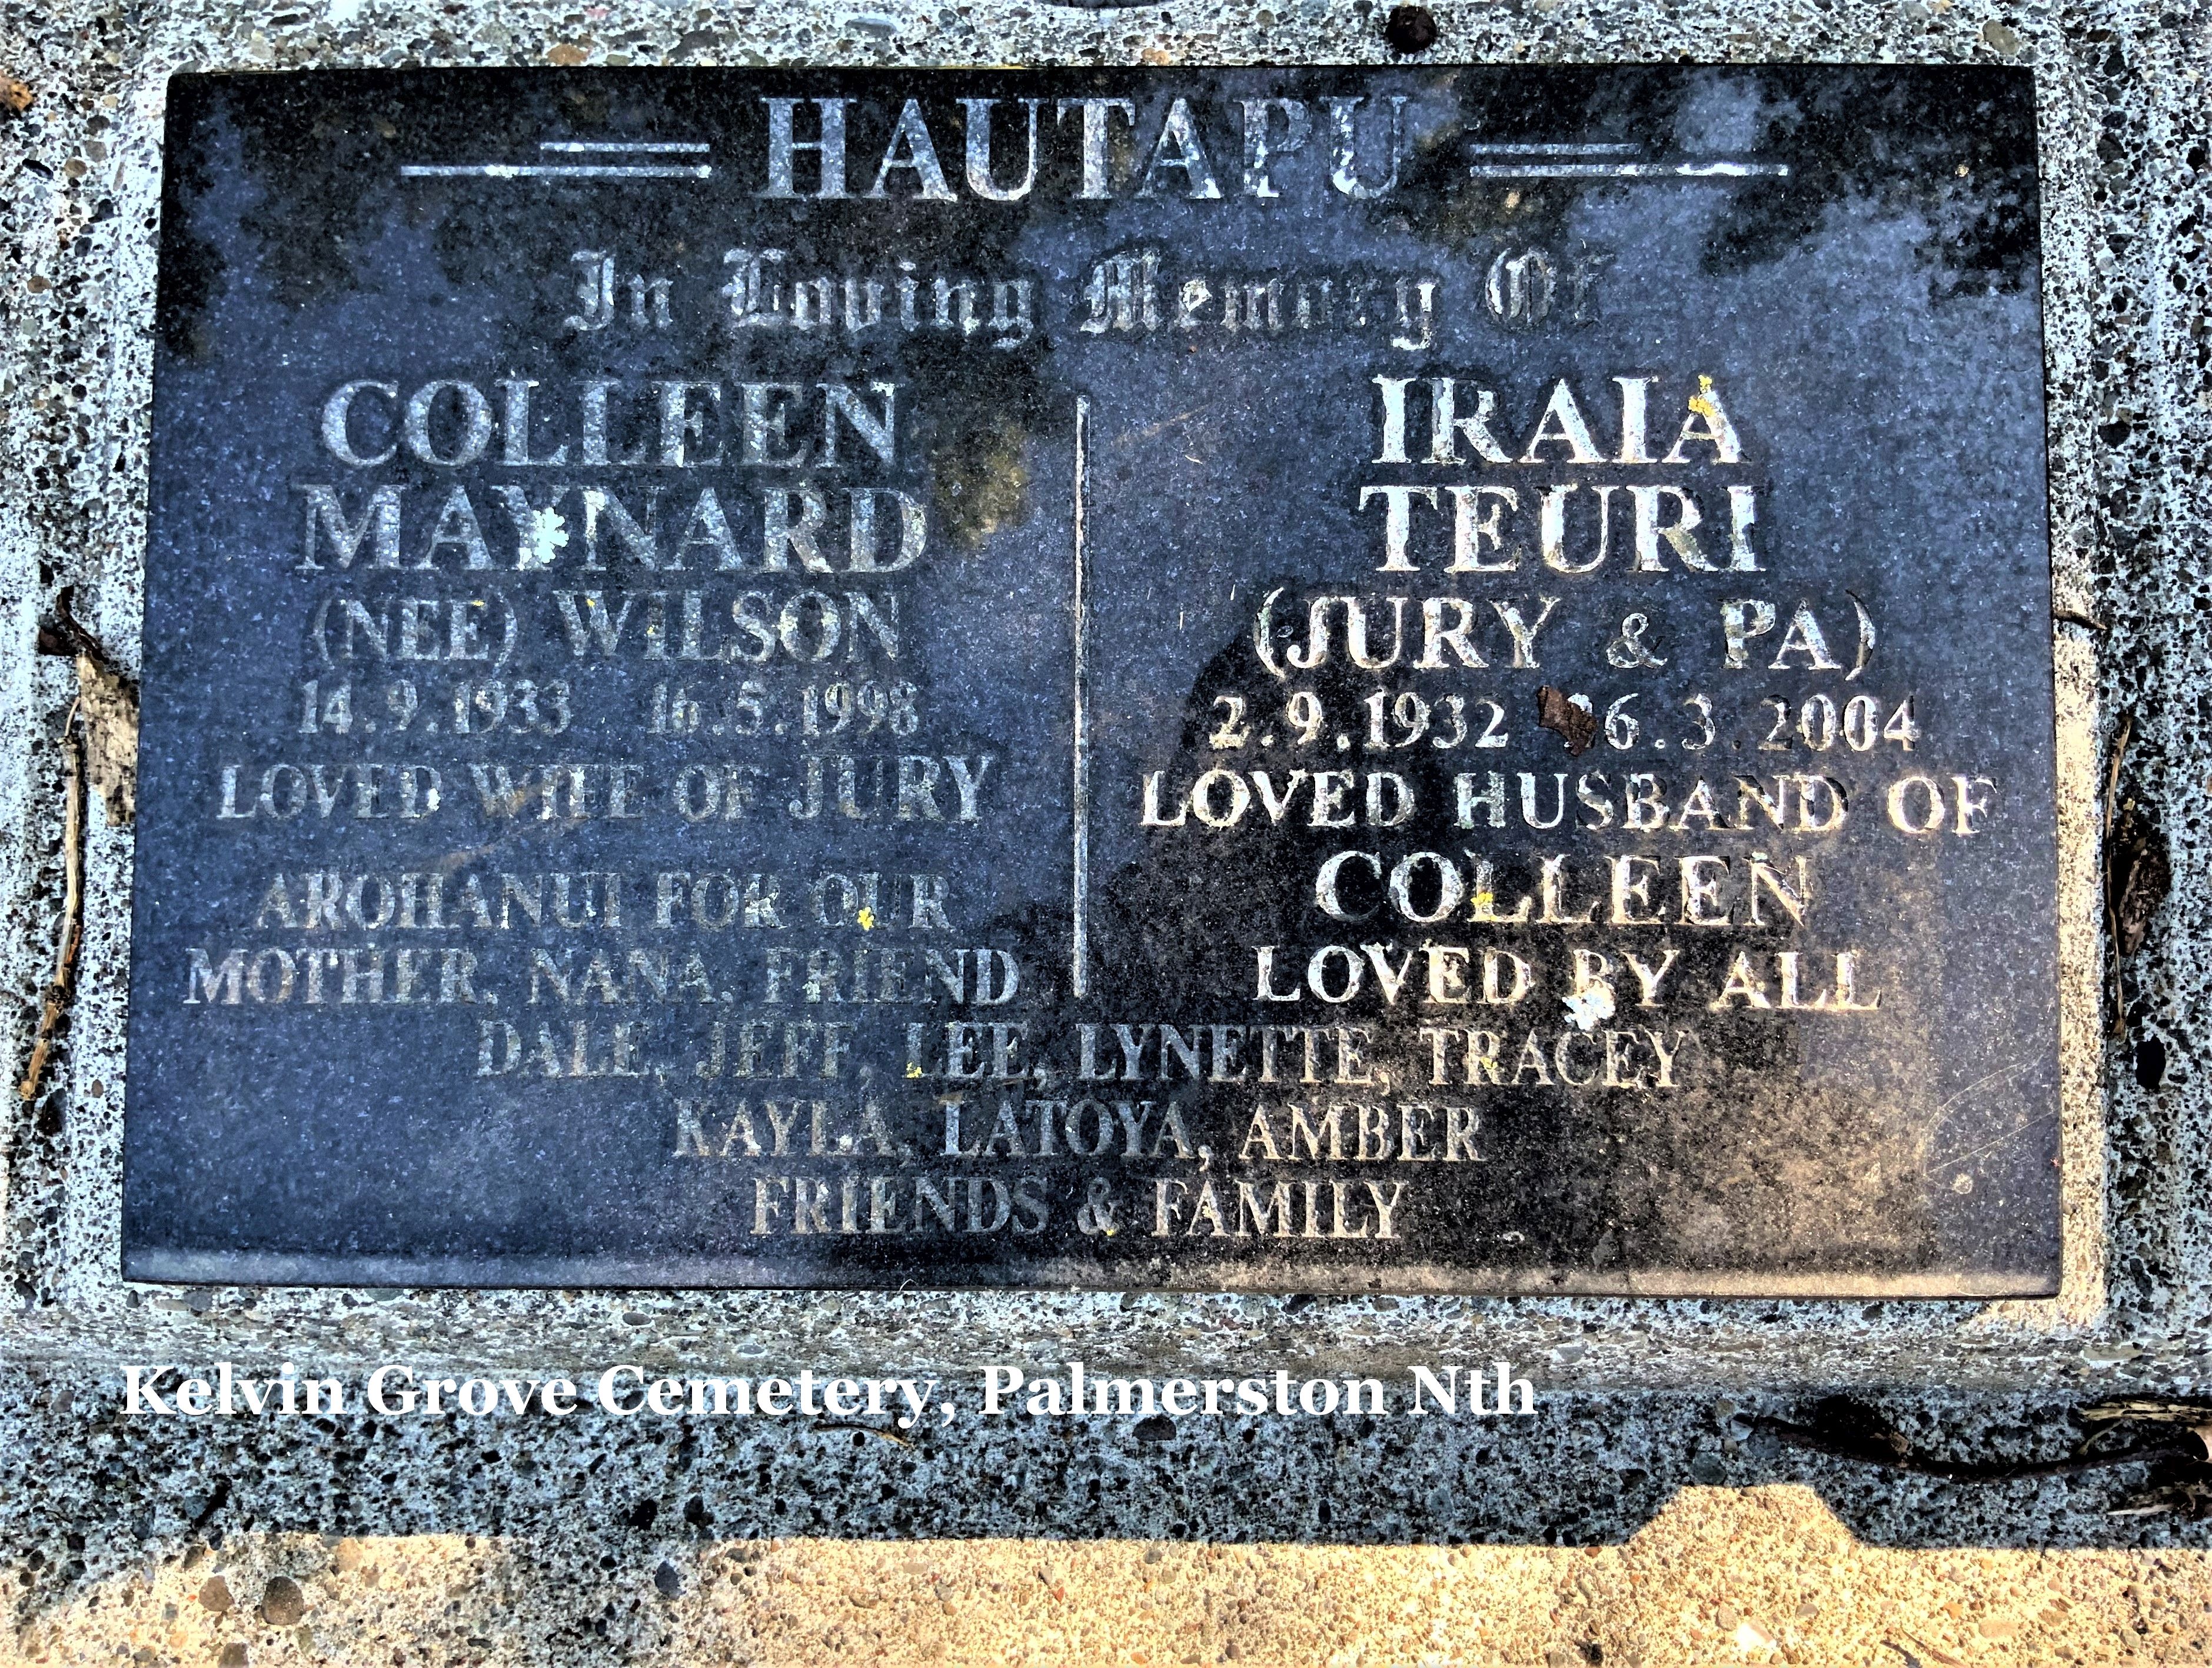 HAUTAPU
In Loving Memory Of
COLLEEN
MAYNARD
(NEE) WILSON
14.9.1933 16.5.1998
LOVED WIFE OF JURY
AROHANUI FOR OUR
MOTHER, NANA, FRIEND
IRAIA
TEURI
(JURY & PA)
2.9.1932 6.3.2004
LOVED HUSBAND OF
COLLEEN
LOVED BY ALL
DALE, JEFF, LEE, LYNETTE, TRACEY
KAYLA, LATOYA, AMBER
FRIENDS & FAMILY
Kelvin Grove Cemetery, Palmerston Nth